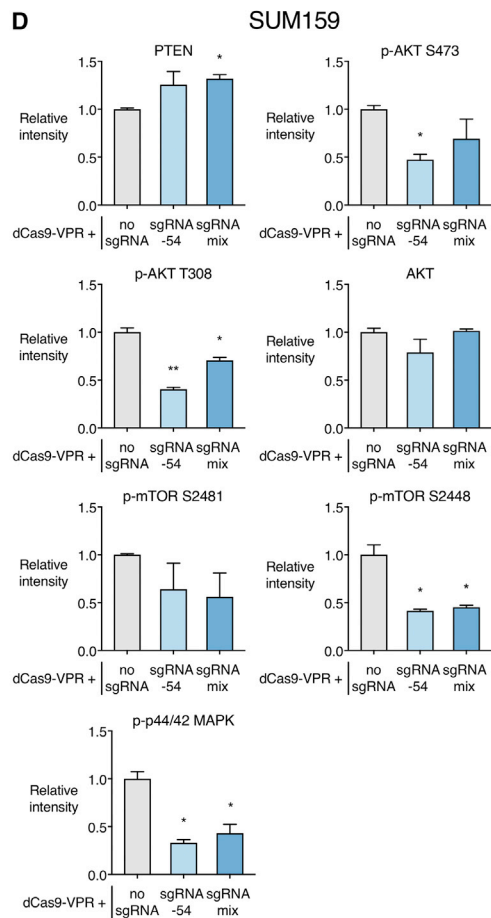 D SUM159
PTEN
1.5
*
1.0
Relative
intensity
0.5
0.0
dCas9-VPR + no sgRNA sgRNA
sgRNA -54 mix
p-AKT S473
1.5
1.0
*
Relative
intensity
0.5
0.0
dCas9-VPR + no sgRNA sgRNA
sgRNA -54 mix
p-AKT T308
1.5
1.0
Relative
intensity
** *
0.5
0.0
dCas9-VPR + no sgRNA sgRNA
sgRNA -54 mix
AKT
1.5
1.0
Relative
intensity
0.5
0.0
dCas9-VPR + no sgRNA sgRNA
sgRNA -54 mix
p-mTOR S2481
1.5
1.0
Relative
intensity
0.5
0.0
dCas9-VPR + no sgRNA sgRNA
sgRNA -54 mix
p-mTOR S2448
1.5
1.0
Relative
intensity
* *
0.5
0.0
dCas9-VPR + no sgRNA sgRNA
sgRNA -54 mix
p-p44/42 MAPK
1.5
1.0
Relative
intensity
* *
0.5
0.0
dCas9-VPR + no sgRNA sgRNA
sgRNA -54 mix